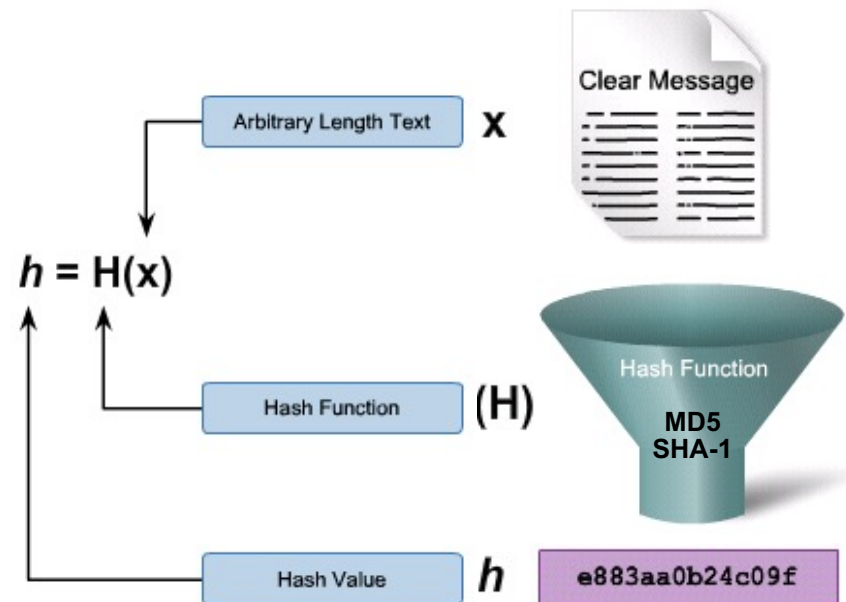 Clear Message
Arbitrary Length Text x
h = H(x)
Hash Function (H)
Hash Function
MD5
SHA-1
Hash Value h
e883aa0b24c09f